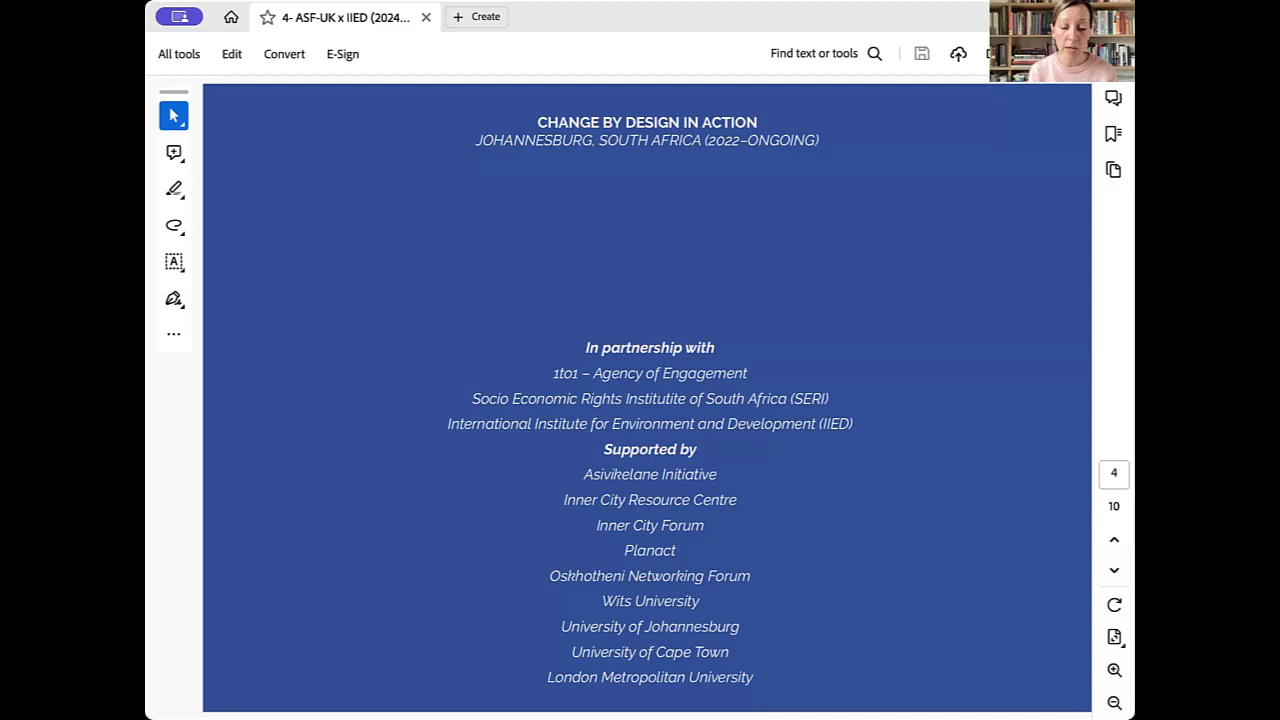 4- ASF-UK x IIED (2024...
Create
All tools
Edit
Convert
E-Sign
Find text or tools
CHANGE BY DESIGN IN ACTION
JOHANNESBURG, SOUTH AFRICA (2022–ONGOING)
In partnership with
1to1 – Agency of Engagement
Socio Economic Rights Institutite of South Africa (SERI)
International Institute for Environment and Development (IIED)
Supported by
Asivikelane Initiative
Inner City Resource Centre
Inner City Forum
Planact
Oskhotheni Networking Forum
Wits University
University of Johannesburg
University of Cape Town
London Metropolitan University
4
10